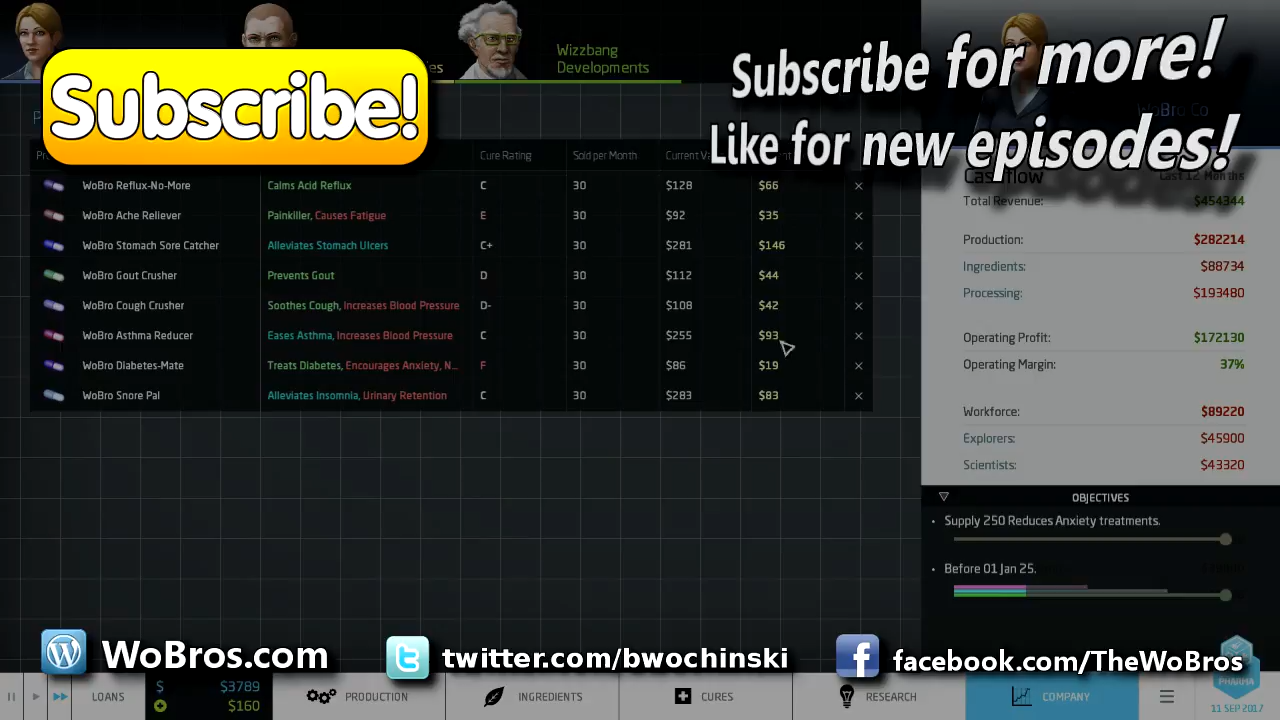 Subscribe!
Subscribe for more!
Like for new episodes!
Wizzbang
Developments
WoBro Co
Cure Rating
Sold per Month
WoBro Reflux-No-More Calms Acid Reflux C 30 $128 $66 ×
WoBro Ache Reliever Painkiller, Causes Fatigue E 30 $92 $35 ×
WoBro Stomach Sore Catcher Alleviates Stomach Ulcers C+ 30 $281 $146 ×
WoBro Gout Crusher Prevents Gout D 30 $112 $44 ×
WoBro Cough Crusher Soothes Cough, Increases Blood Pressure D- 30 $108 $42 ×
WoBro Asthma Reducer Eases Asthma, Increases Blood Pressure C 30 $255 $93 ×
WoBro Diabetes-Mate Treats Diabetes, Encourages Anxiety, N... F 30 $86 $19 ×
WoBro Snore Pal Alleviates Insomnia, Urinary Retention C 30 $283 $83 ×
Cashflow Last 12 Months
Total Revenue: $454344
Production: $282214
Ingredients: $88734
Processing: $193480
Operating Profit: $172130
Operating Margin: 37%
Workforce: $89220
Explorers: $45900
Scientists: $43320
OBJECTIVES
Supply 250 Reduces Anxiety treatments.
Before 01 Jan 25.
WoBros.com
twitter.com/bwochinski
facebook.com/TheWoBros
LOANS
$ $3789
$160
PRODUCTION
INGREDIENTS
CURES
RESEARCH
COMPANY
PHARMA
11 SEP 2017